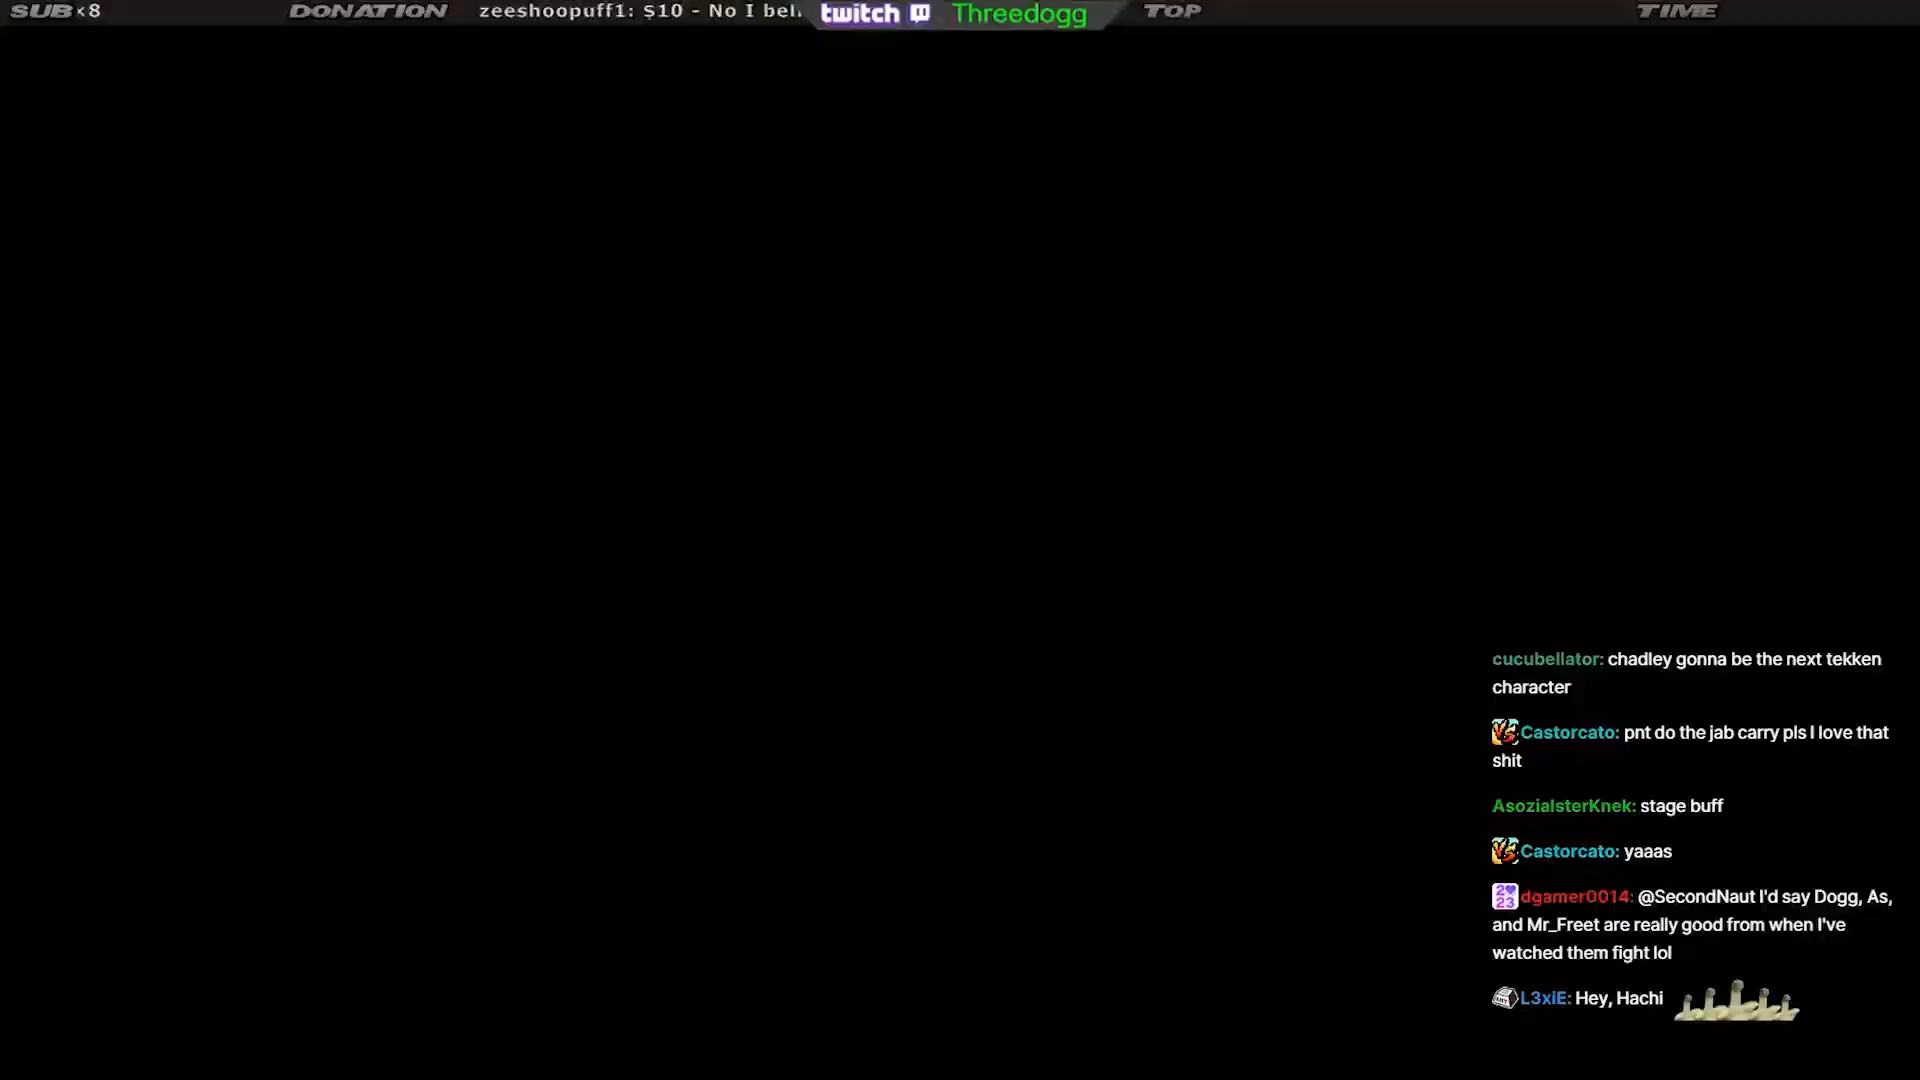 SUB ×8 DONATION zeeshoopuff1: $10 - No I beli twitch Threedogg TOP TIME
cucubellator: chadley gonna be the next tekken
character
Castorcato: pnt do the jab carry pls I love that
shit
AsozialsterKnek: stage buff
Castorcato: yaaas
dgamer0014: @SecondNaut I'd say Dogg, As,
and Mr_Freet are really good from when I've
watched them fight lol
L3xiE: Hey, Hachi